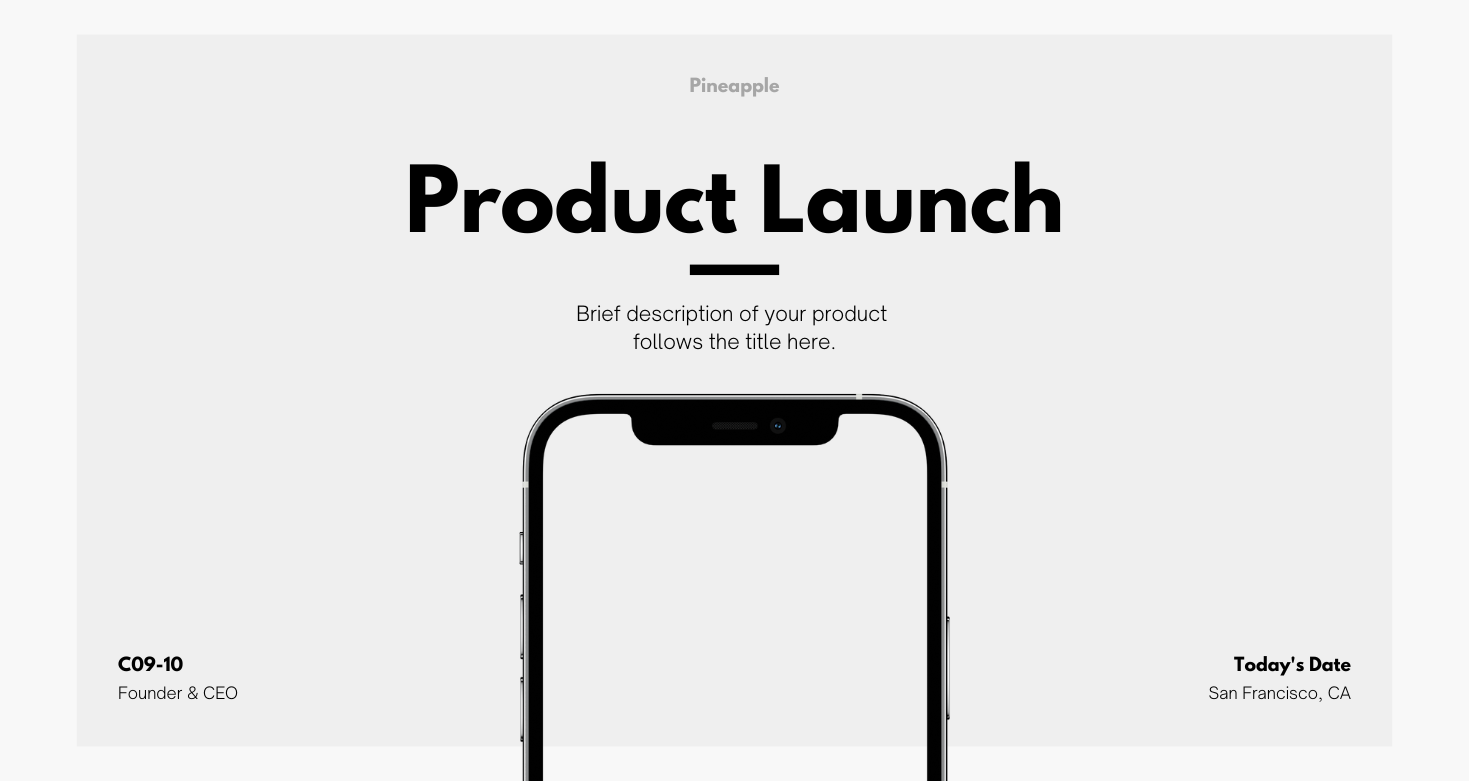 Pineapple
Product Launch
Brief description of your product
follows the title here.
C09-10
Founder & CEO
Today's Date
San Francisco, CA